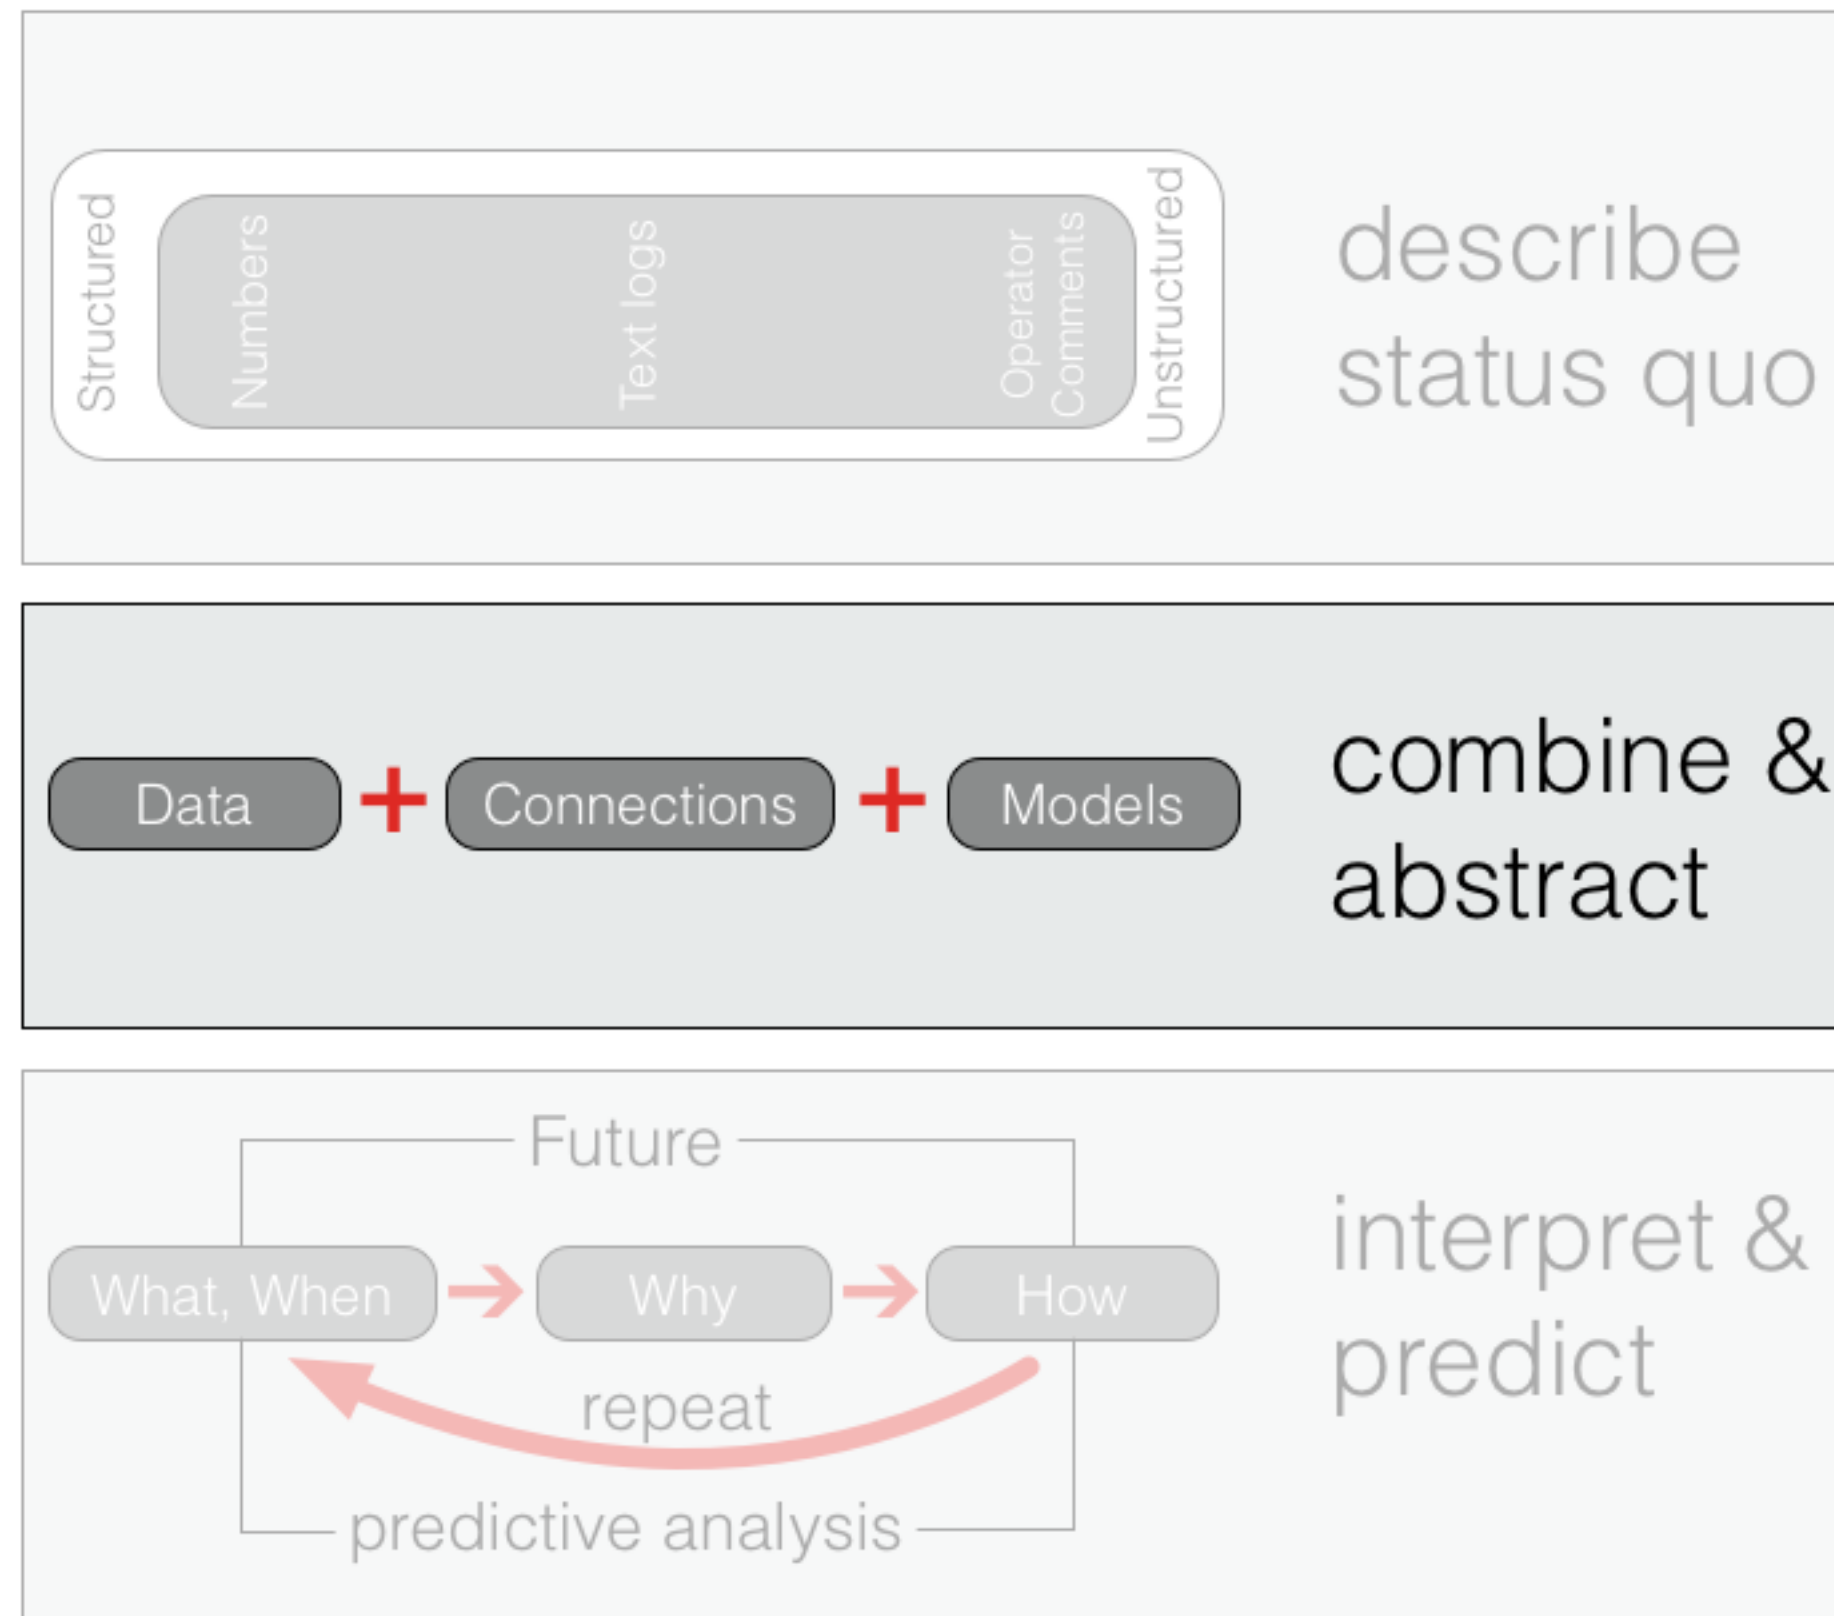 Structured
Numbers
Text logs
Operator
Comments
Unstructured
describe
status quo
Data + Connections + Models
combine &
abstract
Future
What, When → Why → How
repeat
predictive analysis
interpret &
predict